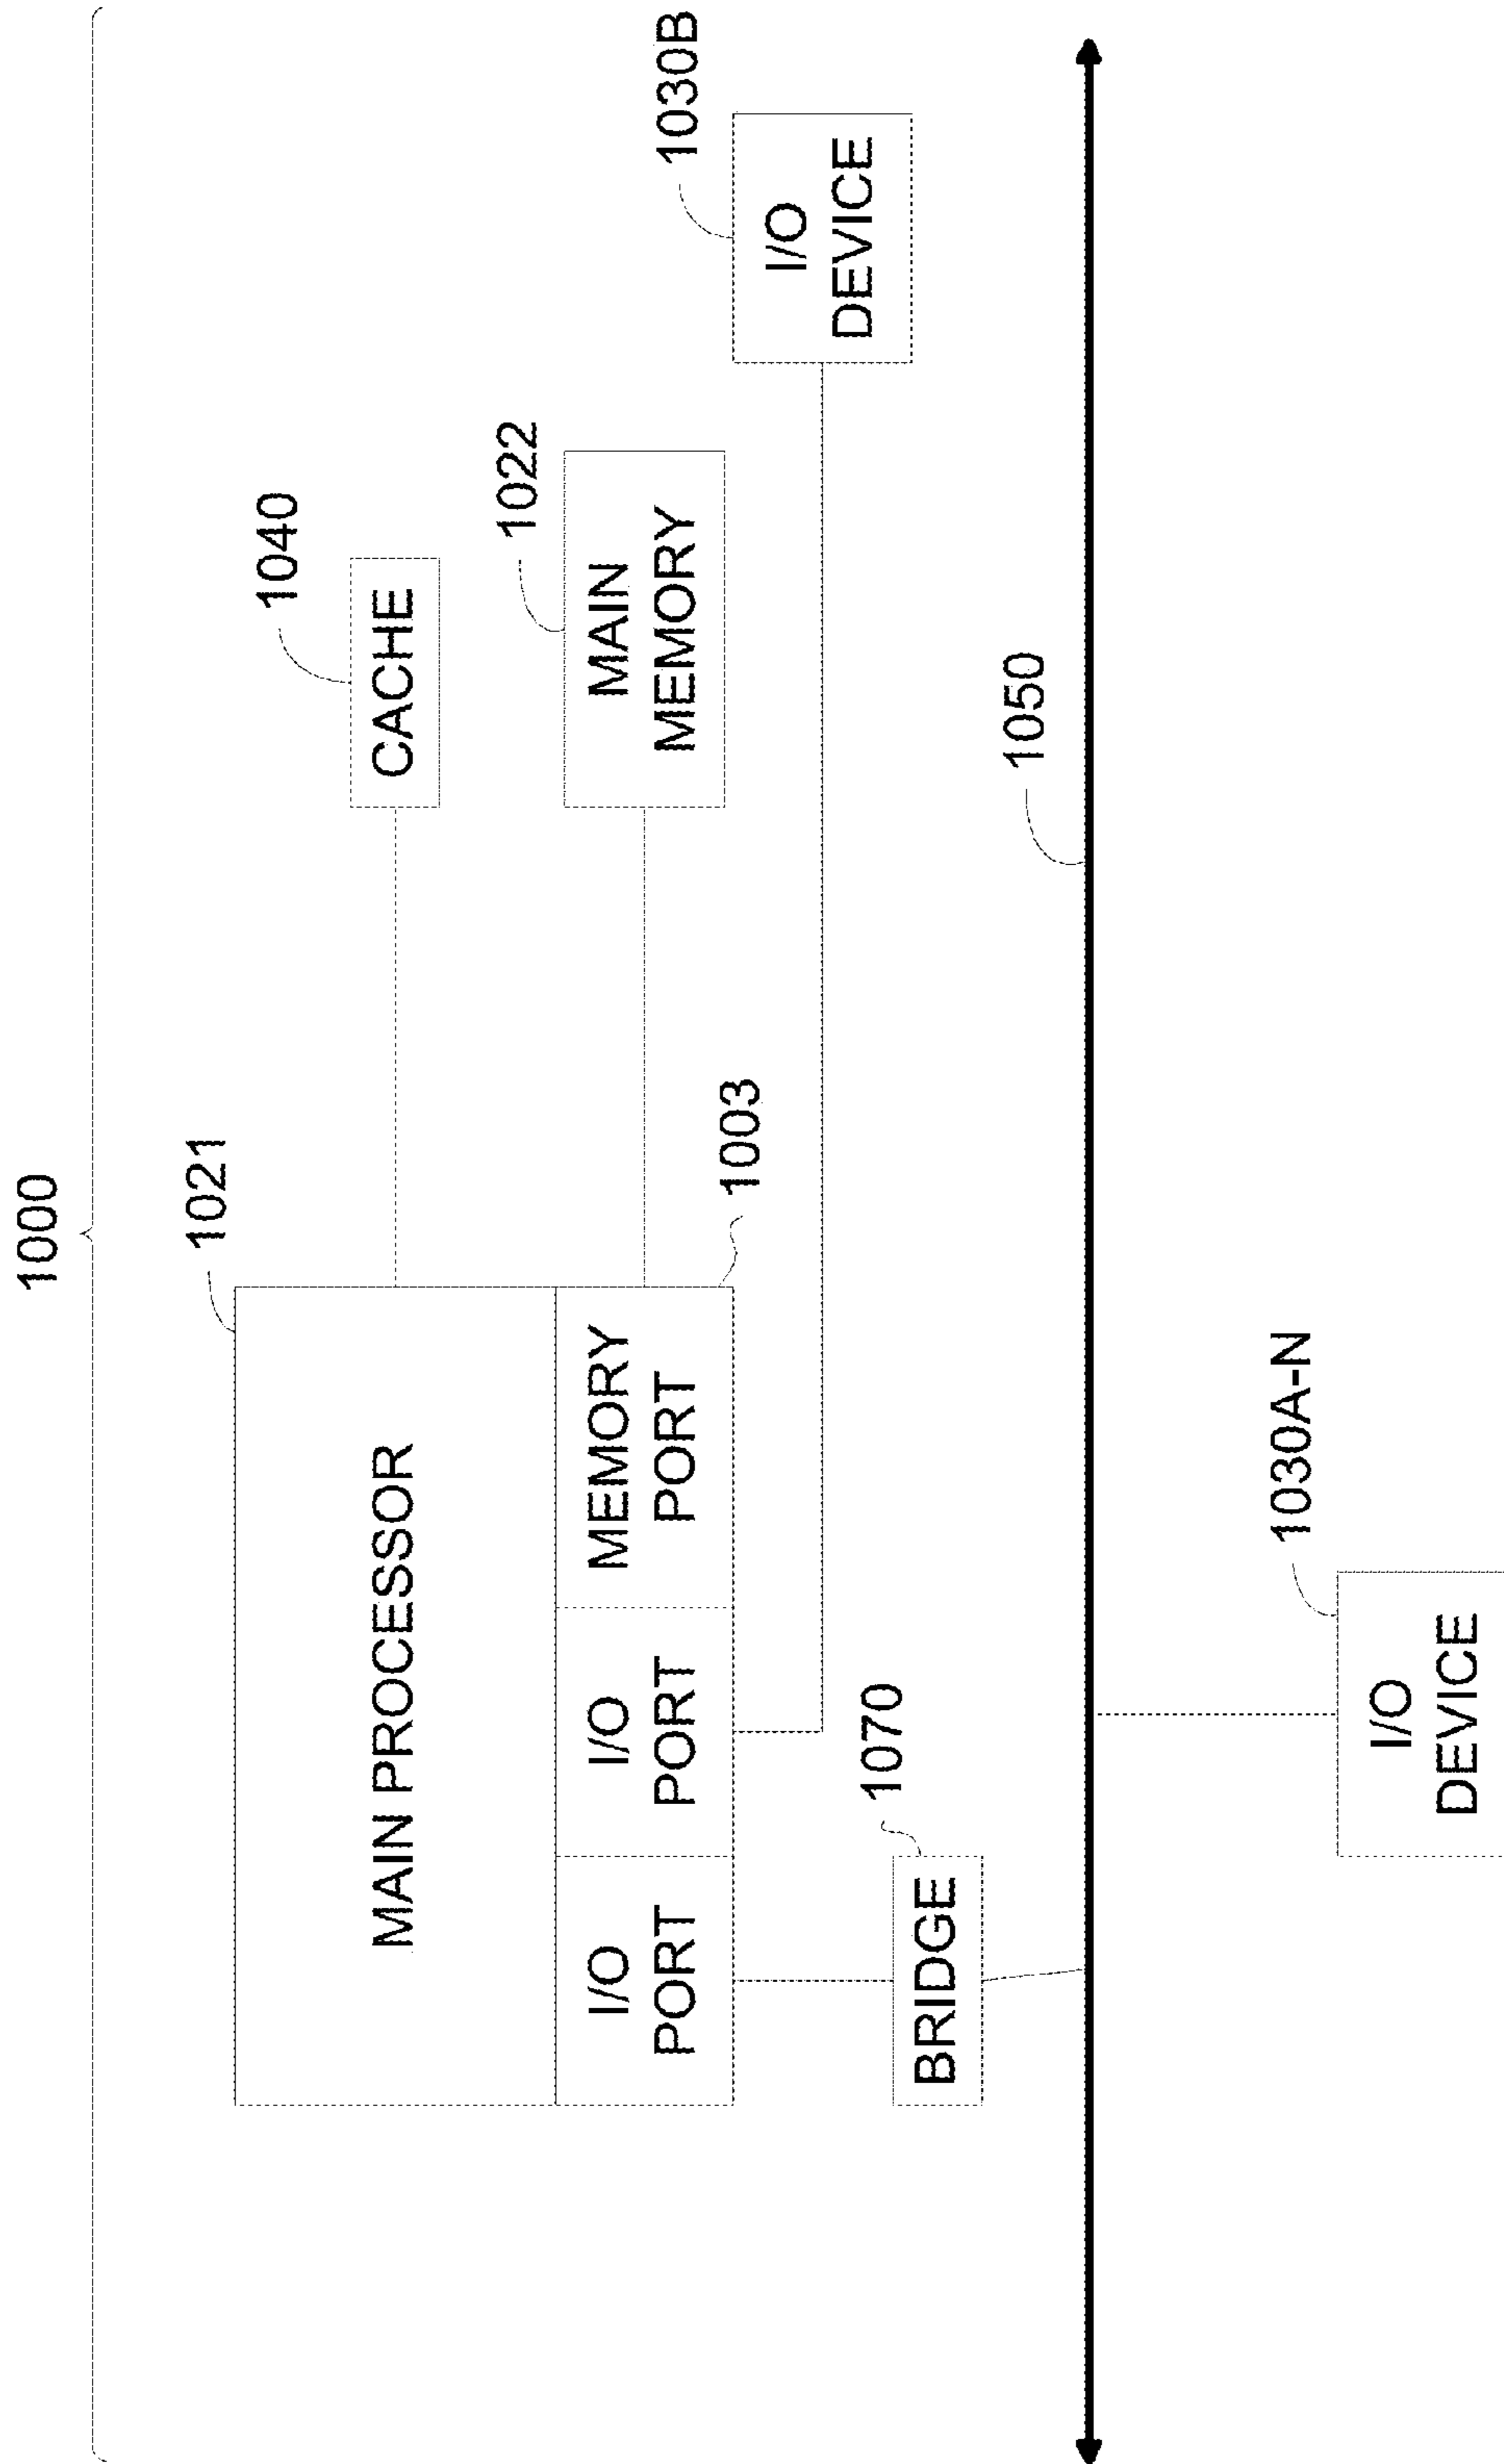 1000
1021
MAIN PROCESSOR
1040
CACHE
I/O
PORT
I/O
PORT
MEMORY
PORT
1003
1022
MAIN
MEMORY
1030B
I/O
DEVICE
1070
BRIDGE
1050
1030A-N
I/O
DEVICE